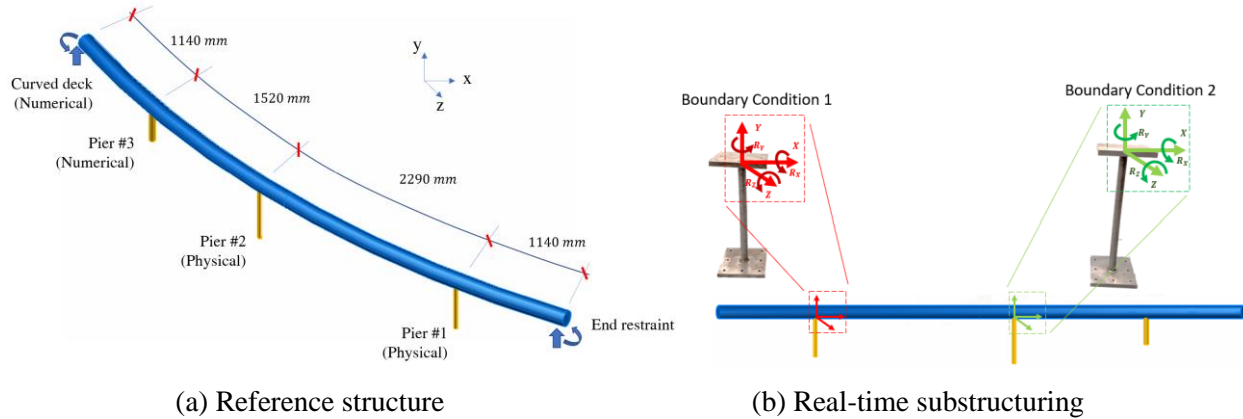 1140 mm
1520 mm
2290 mm
1140 mm
y
x
z
Curved deck
(Numerical)
Pier #3
(Numerical)
Pier #2
(Physical)
Pier #1
(Physical)
End restraint
(a) Reference structure
Boundary Condition 1
Y
R_Y
X
R_X
R_Z
Z
Boundary Condition 2
Y
R_Y
X
R_X
R_Z
Z
(b) Real-time substructuring